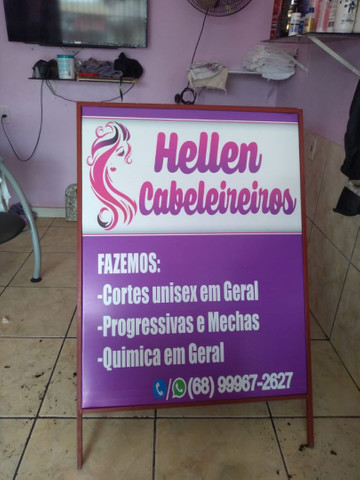 Hellen
Cabeleireiros
FAZEMOS:
-Cortes unisex em Geral
-Progressivas e Mechas
-Quimica em Geral
/ (68) 99967-2627